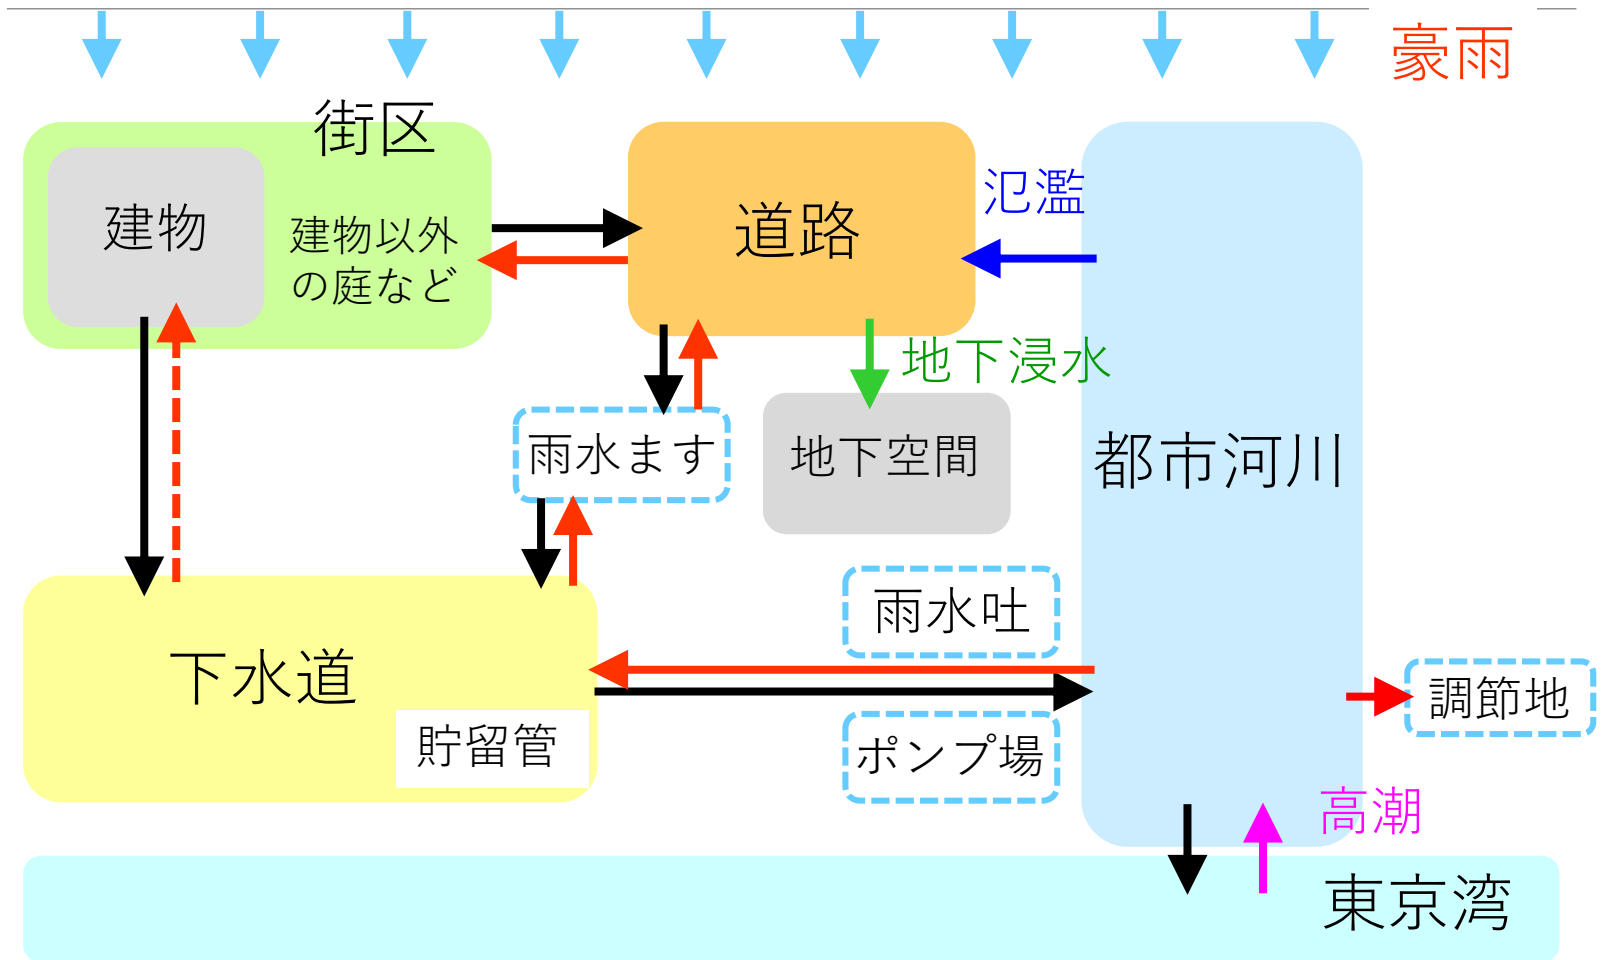 豪雨
街区
建物
建物以外
の庭など
道路
氾濫
地下浸水
雨水ます
地下空間
都市河川
雨水吐
下水道
貯留管
ポンプ場
調節地
高潮
東京湾